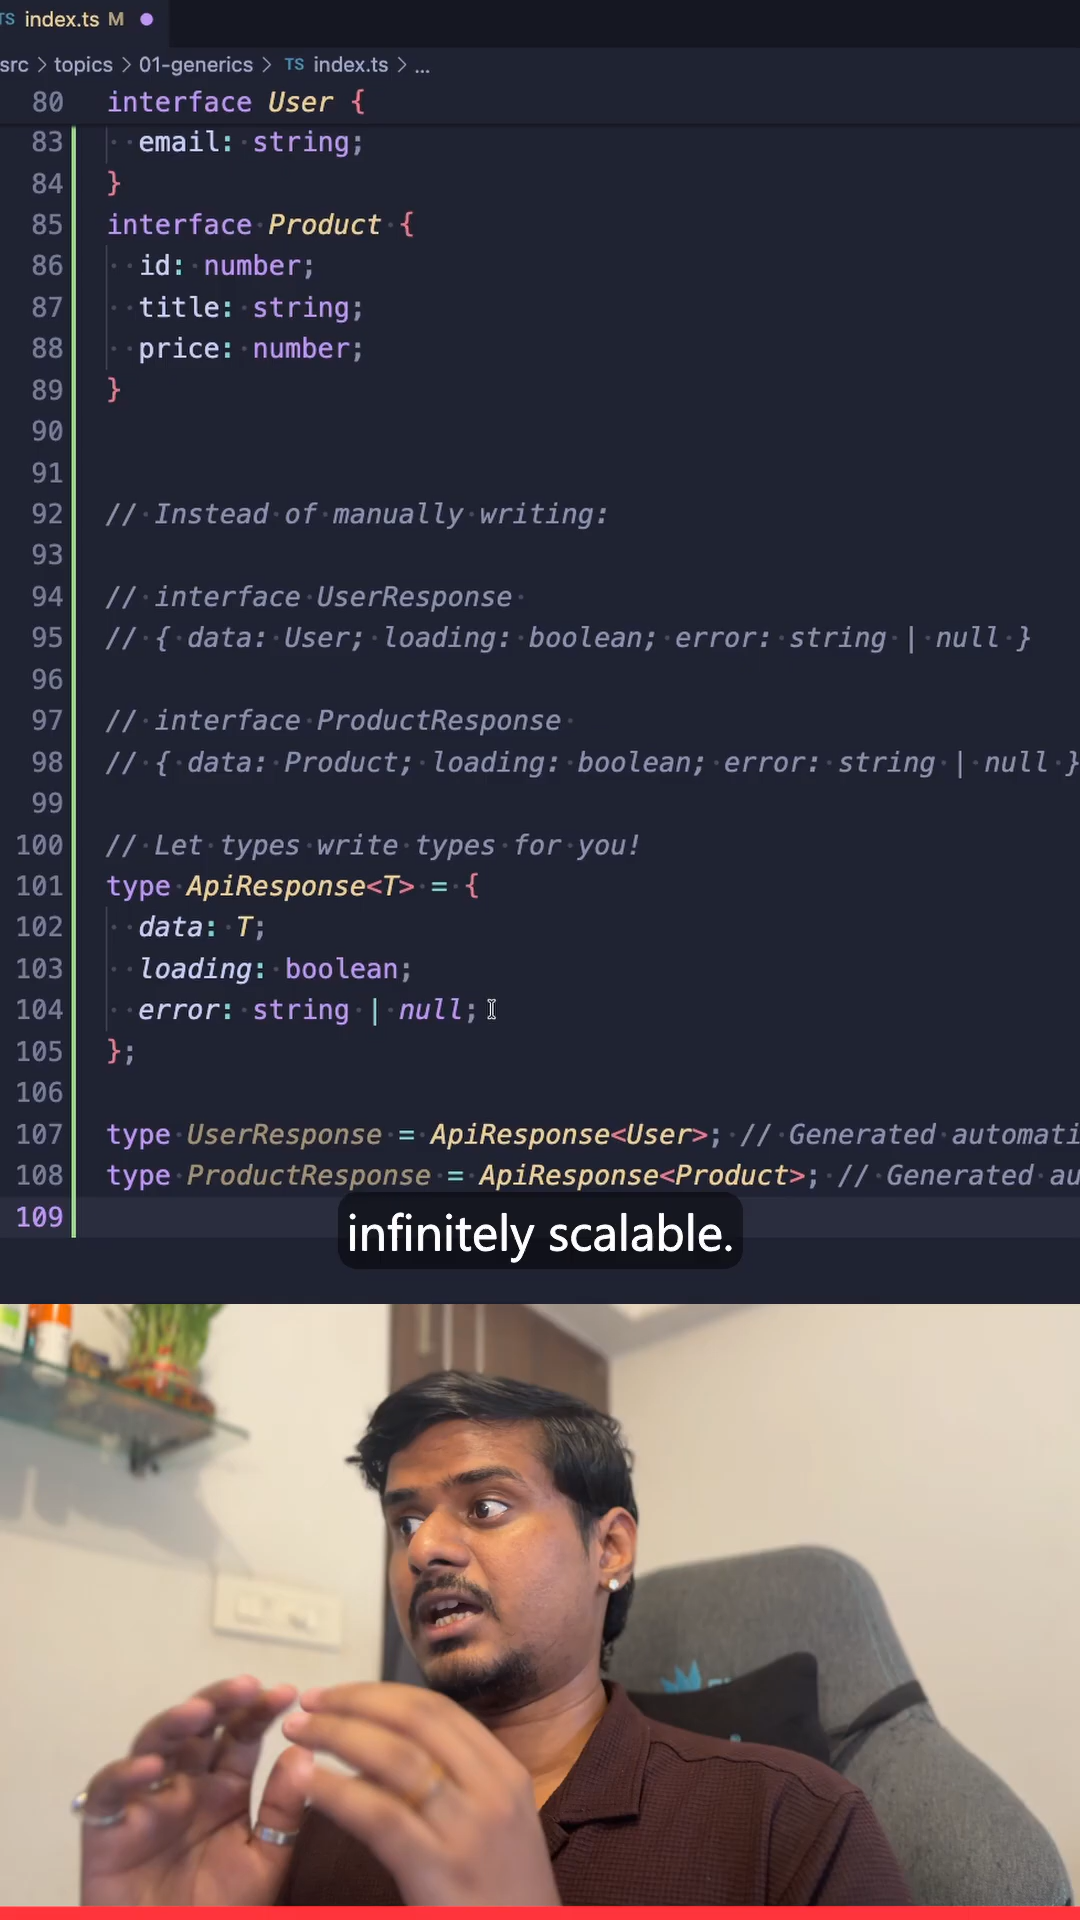 TS index.ts M
src > topics > 01-generics > TS index.ts > ...
80 interface User {
83 email: string;
84 }
85 interface Product {
86 id: number;
87 title: string;
88 price: number;
89 }
90
91
92 // Instead of manually writing:
93
94 // interface UserResponse
95 // { data: User; loading: boolean; error: string | null }
96
97 // interface ProductResponse
98 // { data: Product; loading: boolean; error: string | null }
99
100 // Let types write types for you!
101 type ApiResponse<T> = {
102 data: T;
103 loading: boolean;
104 error: string | null;
105 };
106
107 type UserResponse = ApiResponse<User>; // Generated automati
108 type ProductResponse = ApiResponse<Product>; // Generated au
109
infinitely scalable.